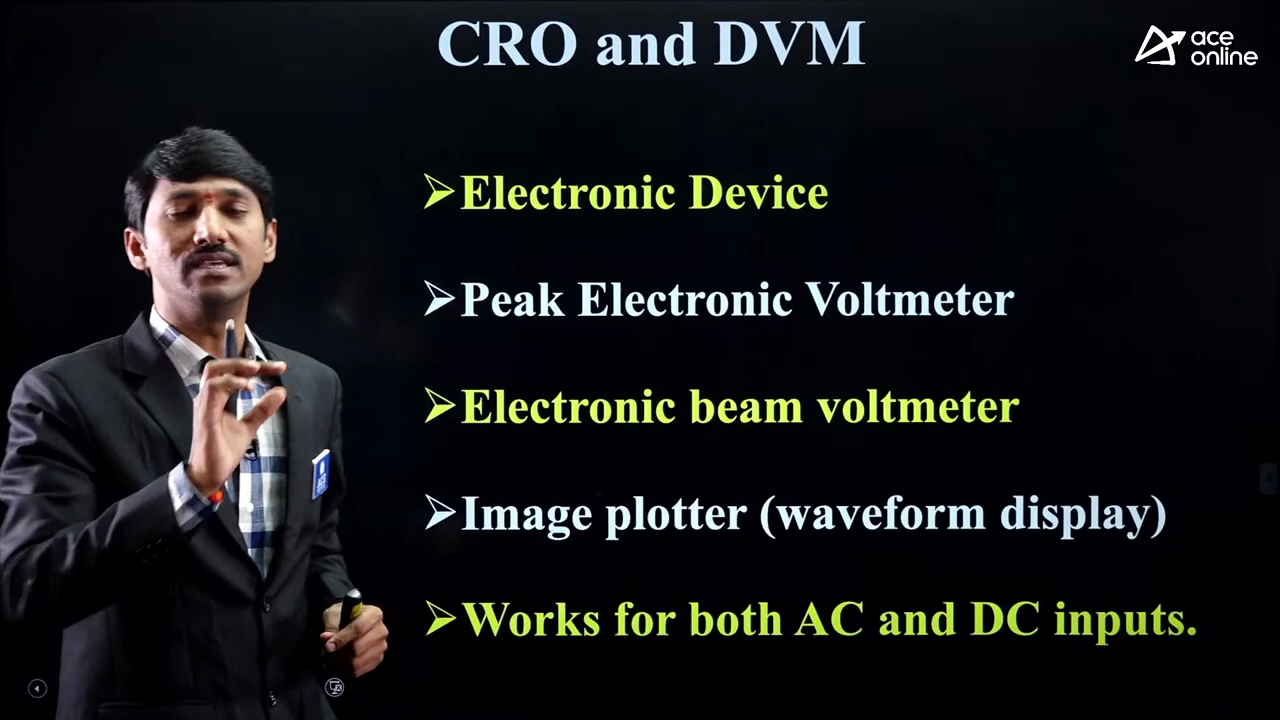 CRO and DVM
ace
online
➢Electronic Device
➢Peak Electronic Voltmeter
➢Electronic beam voltmeter
➢Image plotter (waveform display)
➢Works for both AC and DC inputs.